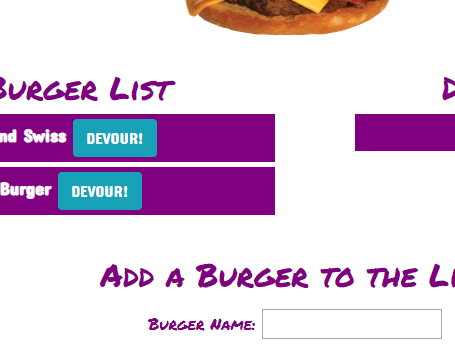 Burger List
nd Swiss DEVOUR!
Burger DEVOUR!
Add a Burger to the Li
Burger Name: